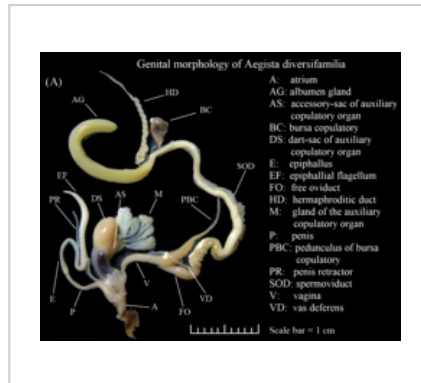 Genital morphology of Aegista diversifamilia
(A)
HD
AG
BC
EF
PR
DS
AS
M
PBC
SOD
E
P
A
V
FO
VD
A: atrium
AG: albumen gland
AS: accessory-sac of auxiliary
copulatory organ
BC: bursa copulatory
DS: dart-sac of auxiliary
copulatory organ
E: epiphallus
EF: epiphallial flagellum
FO: free oviduct
HD: hermaphroditic duct
M: gland of the auxiliary
copulatory organ
P: penis
PBC: pedunculus of bursa
copulatory
PR: penis retractor
SOD: spermoviduct
V: vagina
VD: vas deferens
Scale bar = 1 cm